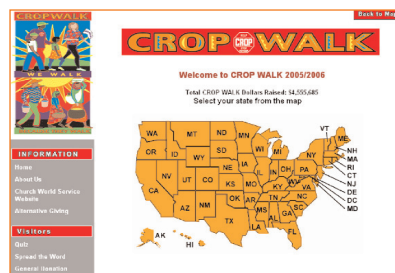 CROPWALK
WE WALK
Back to Ma
CROP WALK
Welcome to CROP WALK 2005/2006
Total CROP WALK Dollars Raised: $4,555,605
Select your state from the map
INFORMATION
Home
About Us
Church World Service
Website
Alternative Giving
Visitors
Quiz
Spread the Word
General Donation
WA
OR
CA
NV
ID
MT
WY
UT
AZ
CO
NM
ND
SD
NE
KS
OK
TX
MN
IA
MO
AR
LA
WI
IL
MS
MI
IN
OH
KY
TN
AL
GA
FL
SC
NC
VA
WV
PA
NY
VT
ME
NH
MA
RI
CT
NJ
DE
DC
MD
AK
HI